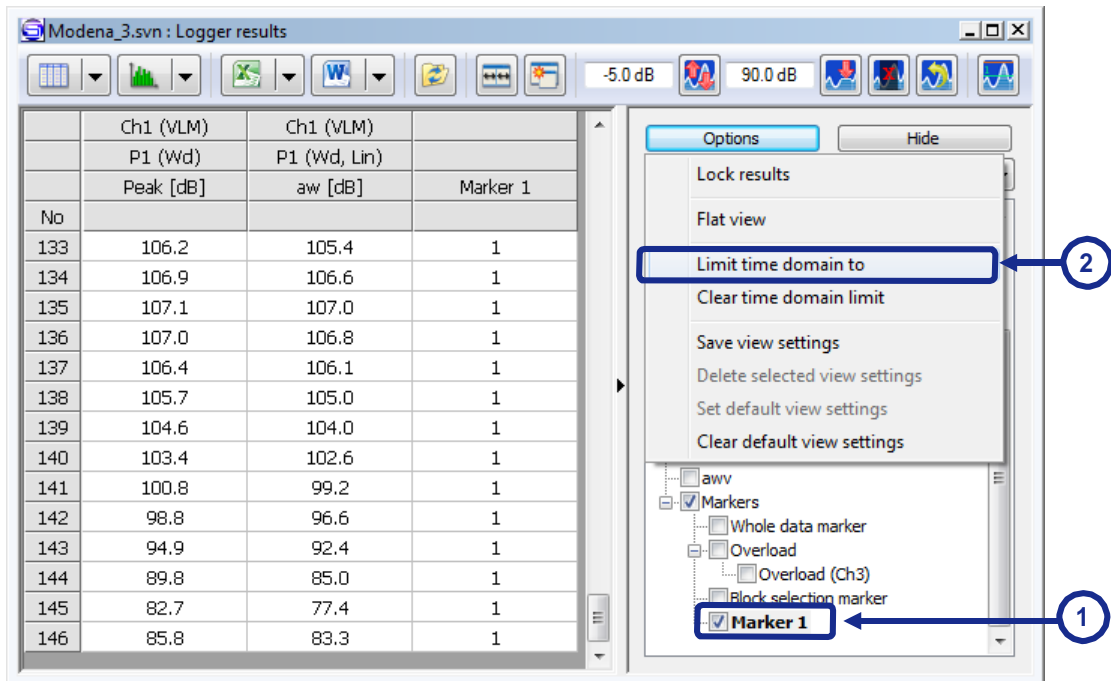 Modena_3.svn : Logger results
-5.0 dB 90.0 dB
Ch1 (VLM) Ch1 (VLM)
P1 (Wd) P1 (Wd, Lin)
Peak [dB] aw [dB] Marker 1
No
133 106.2 105.4 1
134 106.9 106.6 1
135 107.1 107.0 1
136 107.0 106.8 1
137 106.4 106.1 1
138 105.7 105.0 1
139 104.6 104.0 1
140 103.4 102.6 1
141 100.8 99.2 1
142 98.8 96.6 1
143 94.9 92.4 1
144 89.8 85.0 1
145 82.7 77.4 1
146 85.8 83.3 1
Options Hide
Lock results
Flat view
Limit time domain to
2
Clear time domain limit
Save view settings
Delete selected view settings
Set default view settings
Clear default view settings
awv
Markers
Whole data marker
Overload
Overload (Ch3)
Block selection marker
Marker 1
1